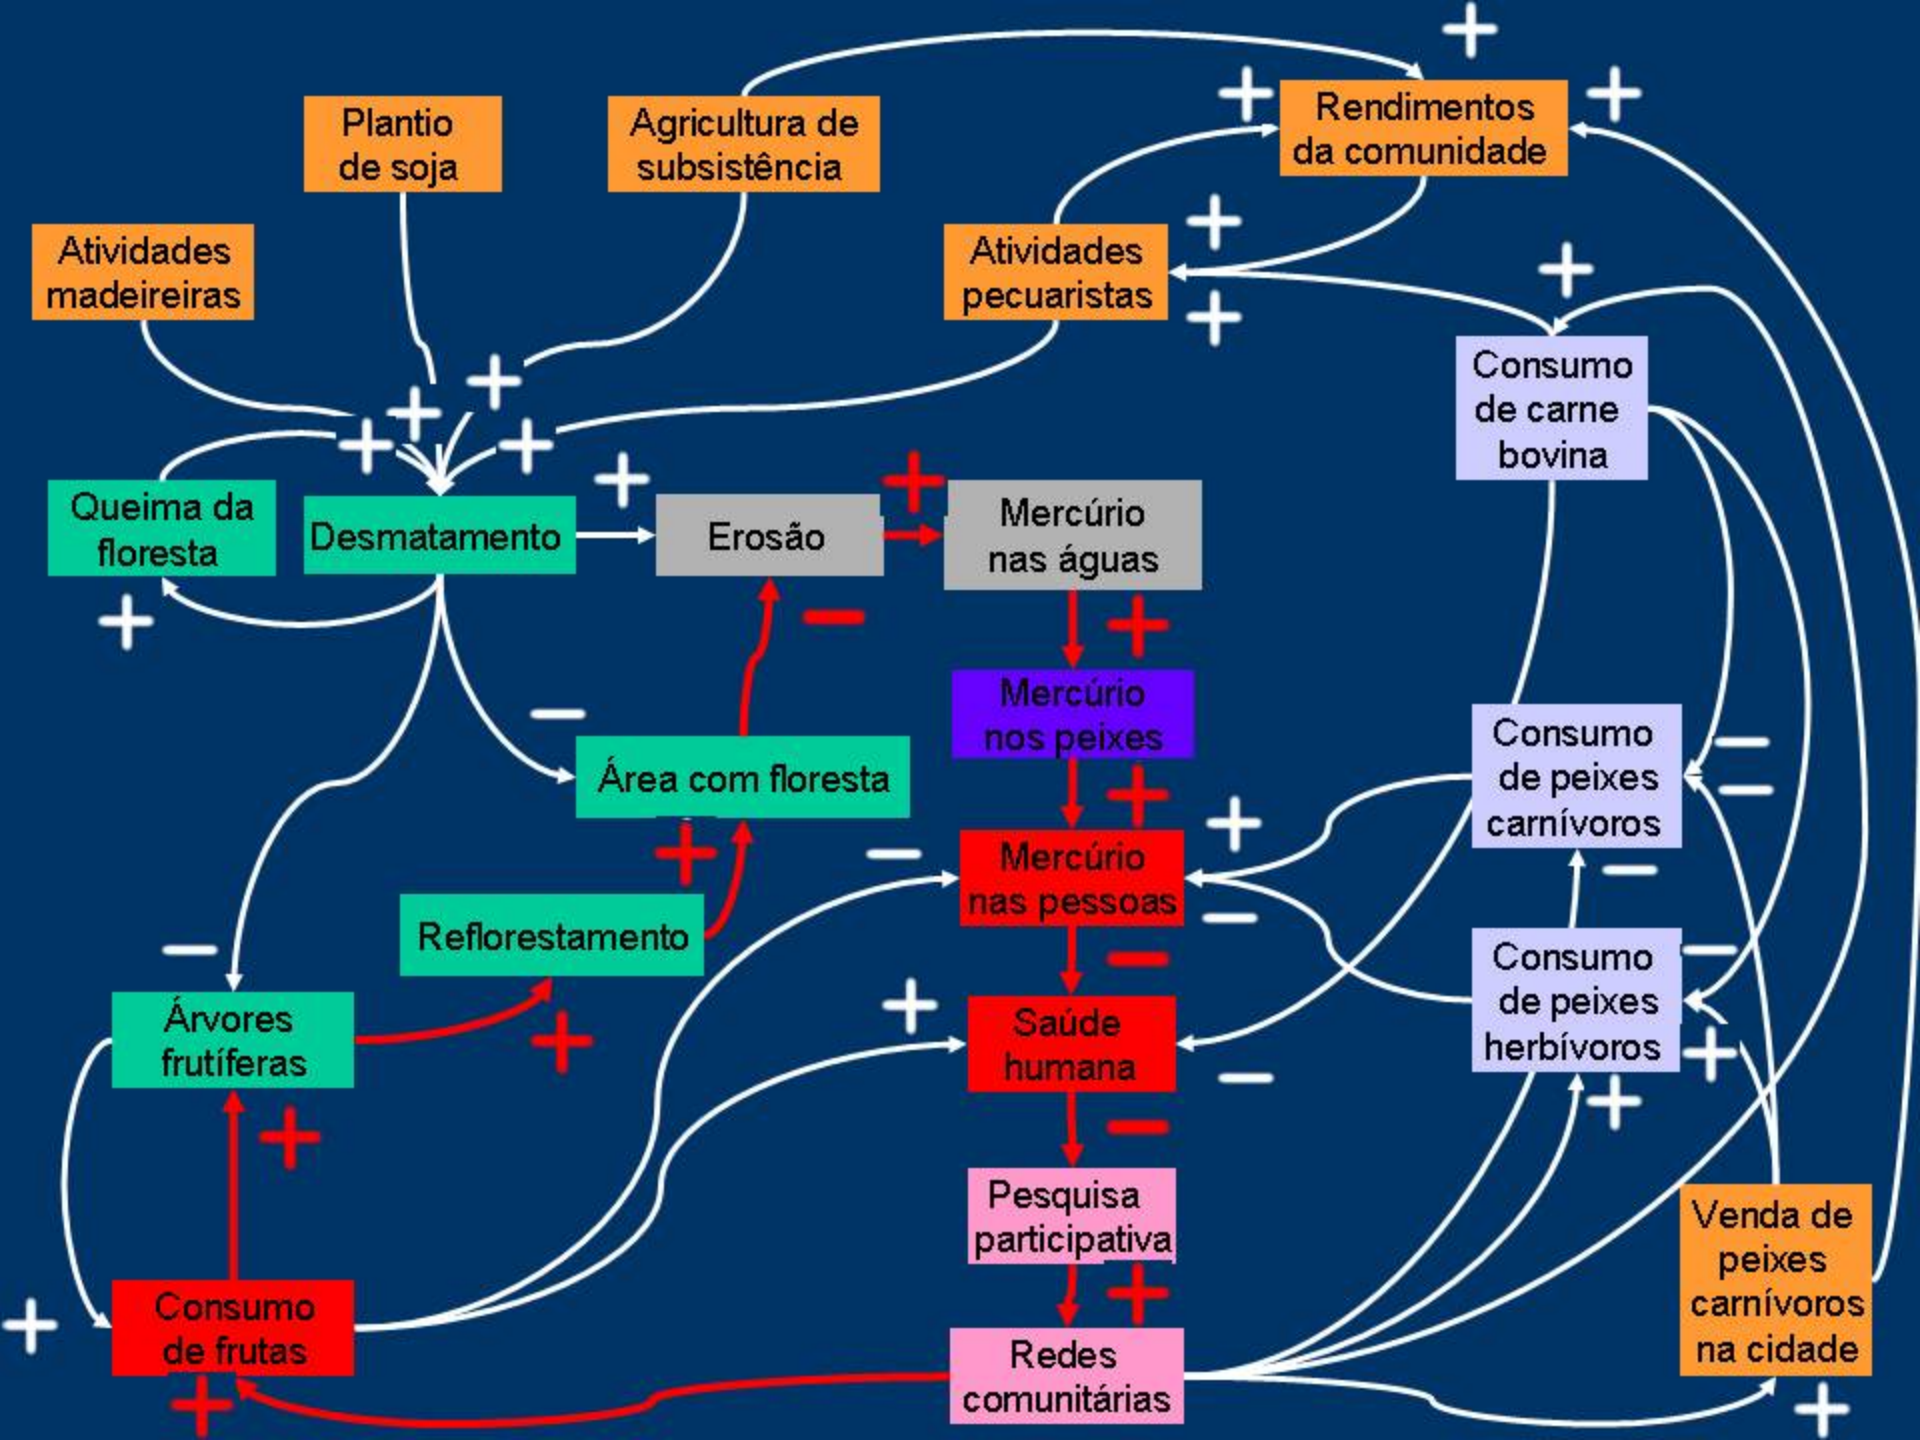 Plantio
de soja
Agricultura de
subsistência
Rendimentos
da comunidade
Atividades
madeireiras
Atividades
pecuaristas
Consumo
de carne
bovina
Queima da
floresta
Desmatamento
Erosão
Mercúrio
nas águas
Mercúrio
nos peixes
Consumo
de peixes
carnívoros
Área com floresta
Mercúrio
nas pessoas
Reflorestamento
Consumo
de peixes
herbívoros
Árvores
frutíferas
Saúde
humana
Pesquisa
participativa
Venda de
peixes
carnívoros
na cidade
Consumo
de frutas
Redes
comunitárias